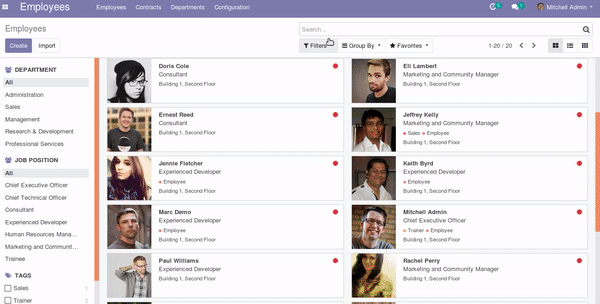 Employees
Employees Contracts Departments Configuration
Mitchell Admin
Employees
Search...
Create Import
Filters Group By Favorites
1-20 / 20
DEPARTMENT
All
Administration
Sales
Management
Research & Development
Professional Services
JOB POSITION
All
Chief Executive Officer
Chief Technical Officer
Consultant
Experienced Developer
Human Resources Mana...
Marketing and Communit...
Trainee
TAGS
Sales 1
Trainer 2
Doris Cole
Consultant
Building 1, Second Floor
Eli Lambert
Marketing and Community Manager
Building 1, Second Floor
Ernest Reed
Consultant
Building 1, Second Floor
Jeffrey Kelly
Marketing and Community Manager
Sales Employee
Building 1, Second Floor
Jennie Fletcher
Experienced Developer
Employee
Building 1, Second Floor
Keith Byrd
Experienced Developer
Employee
Building 1, Second Floor
Marc Demo
Experienced Developer
Employee
Building 1, Second Floor
Mitchell Admin
Chief Executive Officer
Trainer Employee
Building 1, Second Floor
Paul Williams
Experienced Developer
Building 1, Second Floor
Rachel Perry
Marketing and Community Manager
Building 1, Second Floor